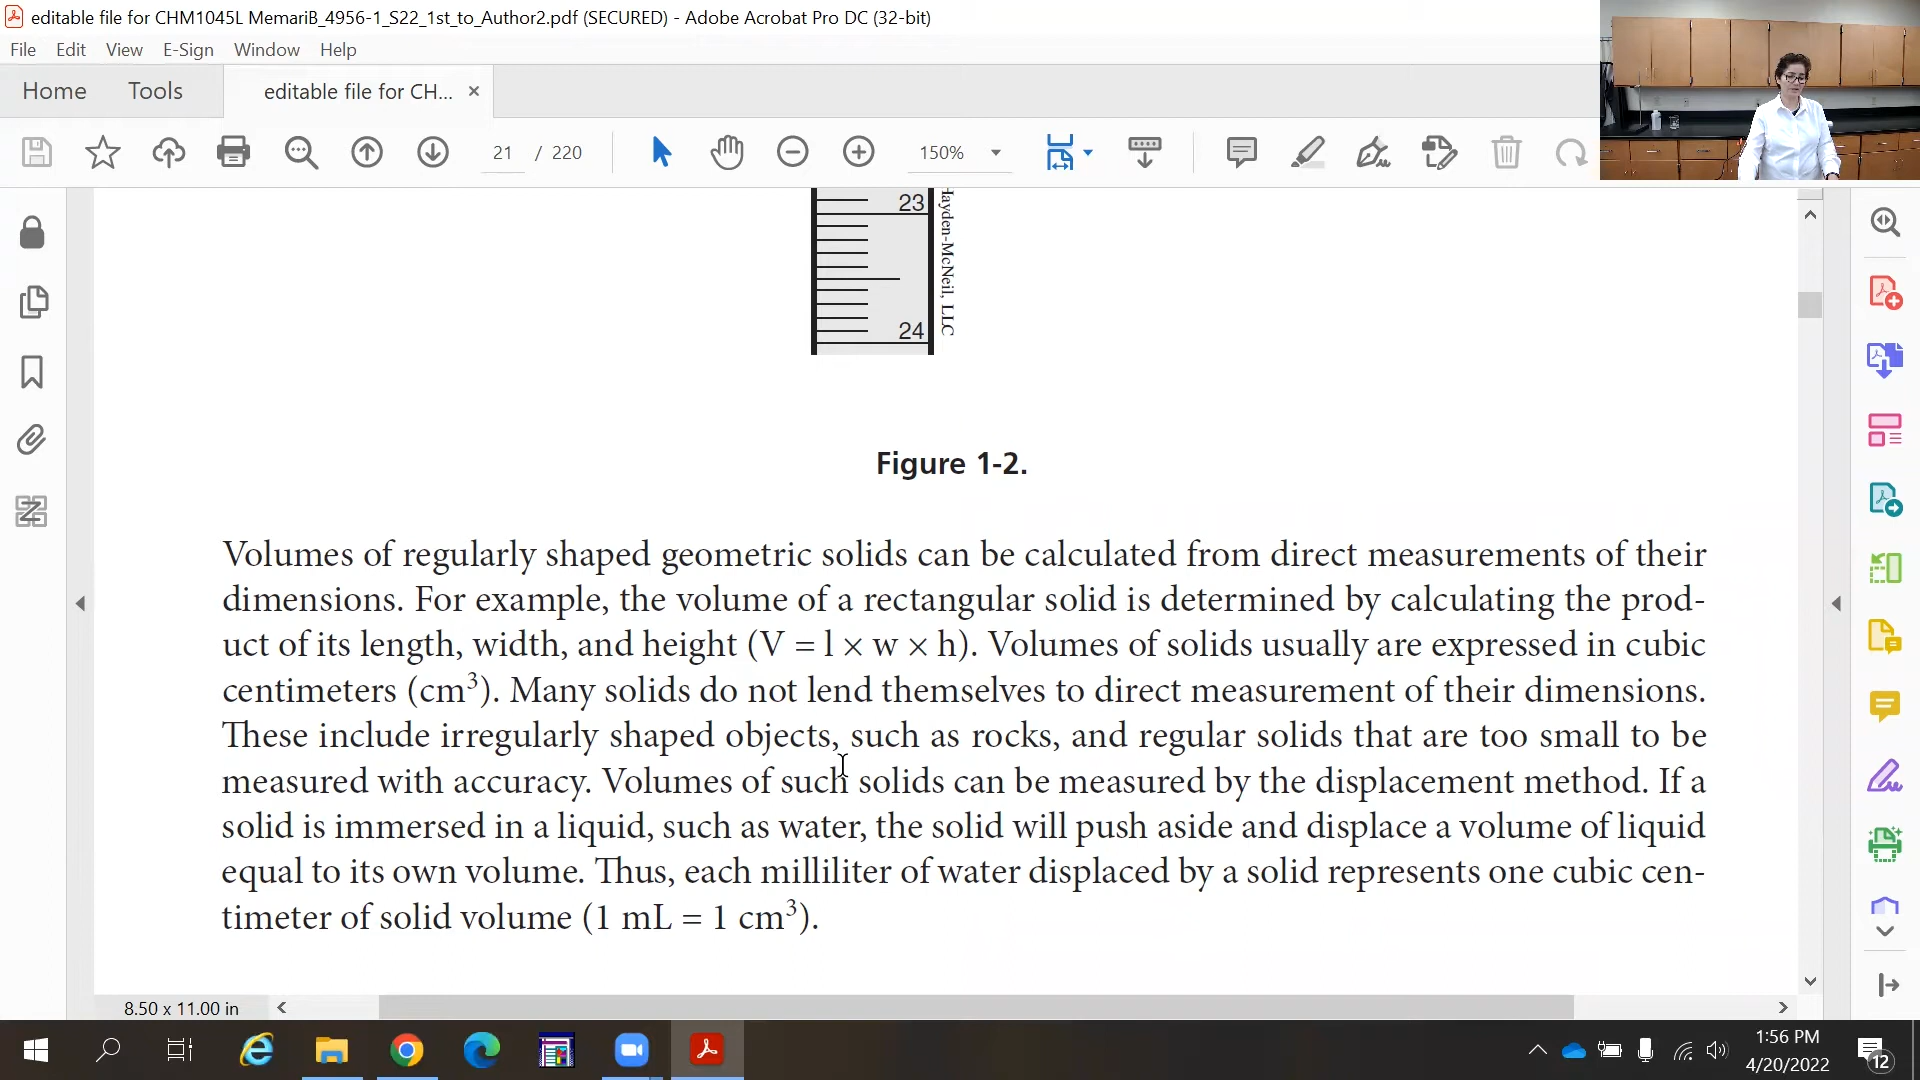 editable file for CHM1045L MemariB_4956-1_S22_1st_to_Author2.pdf (SECURED) - Adobe Acrobat Pro DC (32-bit)
File Edit View E-Sign Window Help
Home Tools editable file for CH... ×
21 / 220 150%
23
24
Hayden-McNeil, LLC
Figure 1-2.
Volumes of regularly shaped geometric solids can be calculated from direct measurements of their
dimensions. For example, the volume of a rectangular solid is determined by calculating the prod-
uct of its length, width, and height (V = l × w × h). Volumes of solids usually are expressed in cubic
centimeters (cm³). Many solids do not lend themselves to direct measurement of their dimensions.
These include irregularly shaped objects, such as rocks, and regular solids that are too small to be
measured with accuracy. Volumes of such solids can be measured by the displacement method. If a
solid is immersed in a liquid, such as water, the solid will push aside and displace a volume of liquid
equal to its own volume. Thus, each milliliter of water displaced by a solid represents one cubic cen-
timeter of solid volume (1 mL = 1 cm³).
8.50 x 11.00 in
1:56 PM
4/20/2022
12